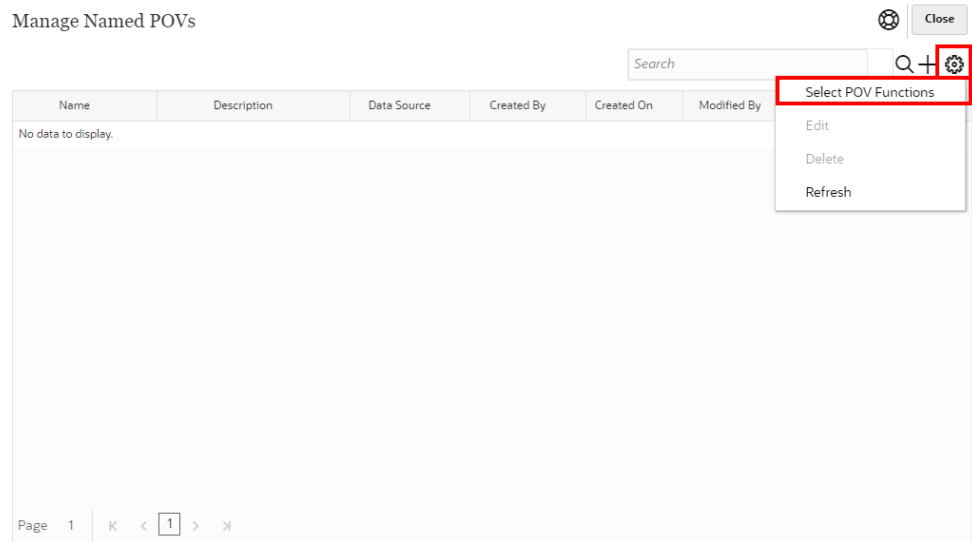 Manage Named POVs
Close
Search
Select POV Functions
Edit
Delete
Refresh
Name Description Data Source Created By Created On Modified By
No data to display.
Page 1 1